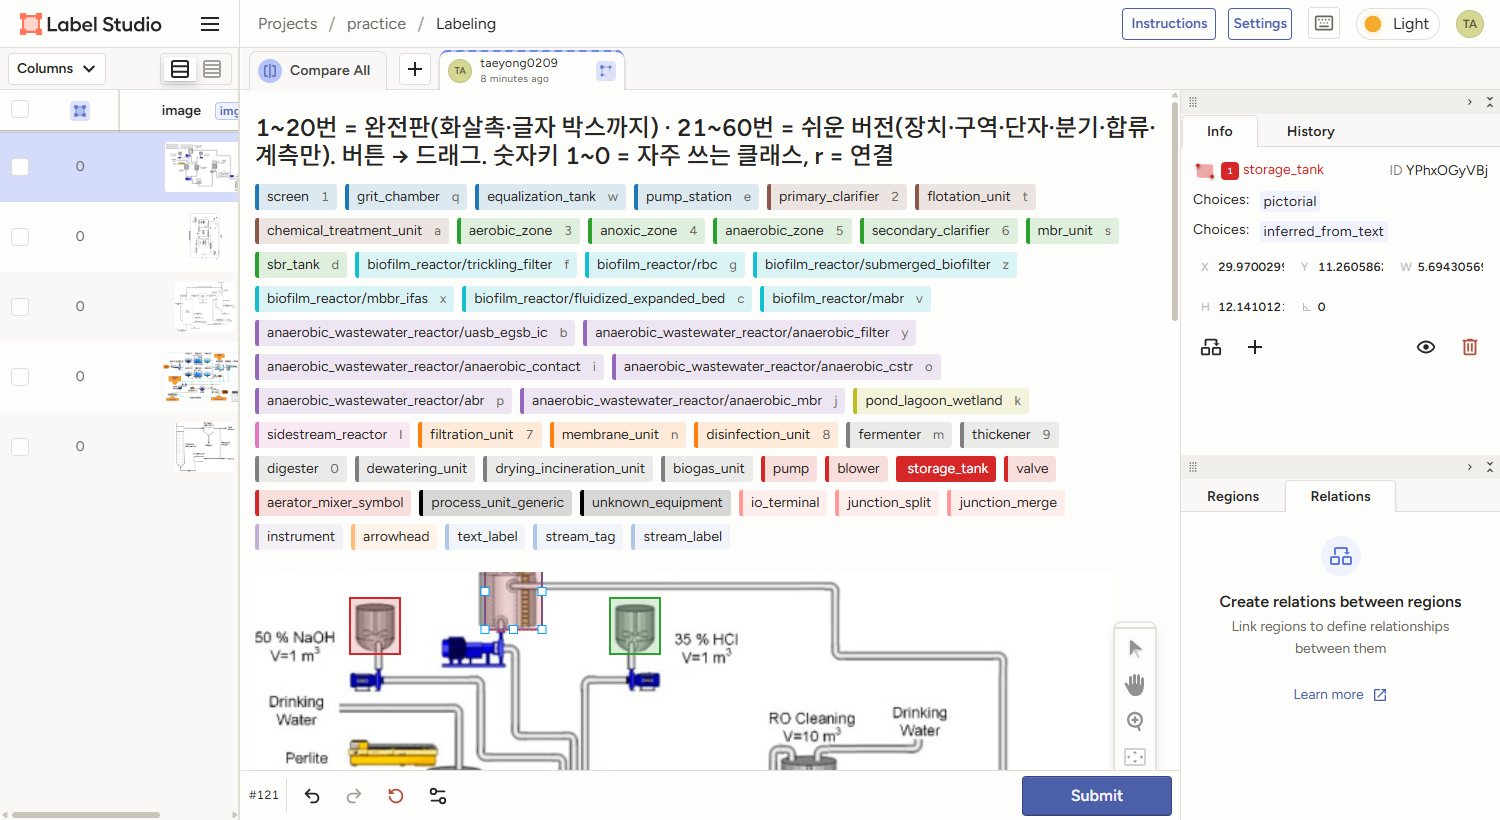 Label Studio
Projects / practice / Labeling
Instructions
Settings
Light
TA
Columns
Compare All
TA
taeyong0209
8 minutes ago
image
img
0
0
0
0
0
1~20번 = 완전판(화살촉·글자 박스까지) · 21~60번 = 쉬운 버전(장치·구역·단자·분기·합류·
계측만). 버튼 → 드래그. 숫자키 1~0 = 자주 쓰는 클래스, r = 연결
screen 1
grit_chamber q
equalization_tank w
pump_station e
primary_clarifier 2
flotation_unit t
chemical_treatment_unit a
aerobic_zone 3
anoxic_zone 4
anaerobic_zone 5
secondary_clarifier 6
mbr_unit s
sbr_tank d
biofilm_reactor/trickling_filter f
biofilm_reactor/rbc g
biofilm_reactor/submerged_biofilter z
biofilm_reactor/mbbr_ifas x
biofilm_reactor/fluidized_expanded_bed c
biofilm_reactor/mabr v
anaerobic_wastewater_reactor/uasb_egsb_ic b
anaerobic_wastewater_reactor/anaerobic_filter y
anaerobic_wastewater_reactor/anaerobic_contact i
anaerobic_wastewater_reactor/anaerobic_cstr o
anaerobic_wastewater_reactor/abr p
anaerobic_wastewater_reactor/anaerobic_mbr j
pond_lagoon_wetland k
sidestream_reactor l
filtration_unit 7
membrane_unit n
disinfection_unit 8
fermenter m
thickener 9
digester 0
dewatering_unit
drying_incineration_unit
biogas_unit
pump
blower
storage_tank
valve
aerator_mixer_symbol
process_unit_generic
unknown_equipment
io_terminal
junction_split
junction_merge
instrument
arrowhead
text_label
stream_tag
stream_label
50 % NaOH
V=1 m³
35 % HCl
V=1 m³
Drinking
Water
Perlite
RO Cleaning
V=10 m³
Drinking
Water
#121
Submit
Info
History
1 storage_tank
ID YPhxOGyVBj
Choices: pictorial
Choices: inferred_from_text
X 29.970029
Y 11.260586
W 5.6943056
H 12.141012
0
Regions
Relations
Create relations between regions
Link regions to define relationships
between them
Learn more